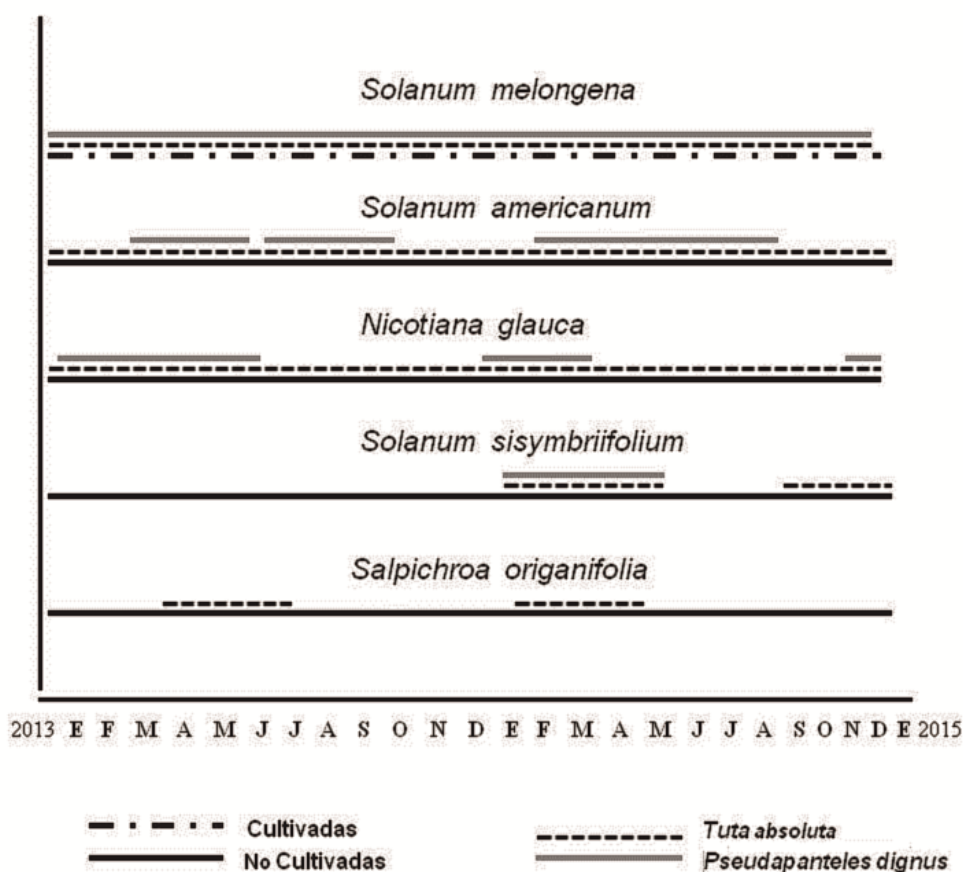 Solanum melongena
Solanum americanum
Nicotiana glauca
Solanum sisymbriifolium
Salpichroa origanifolia
2013 E F M A M J J A S O N D E F M A M J J A S O N D E 2015
Cultivadas
No Cultivadas
Tuta absoluta
Pseudapanteles dignus